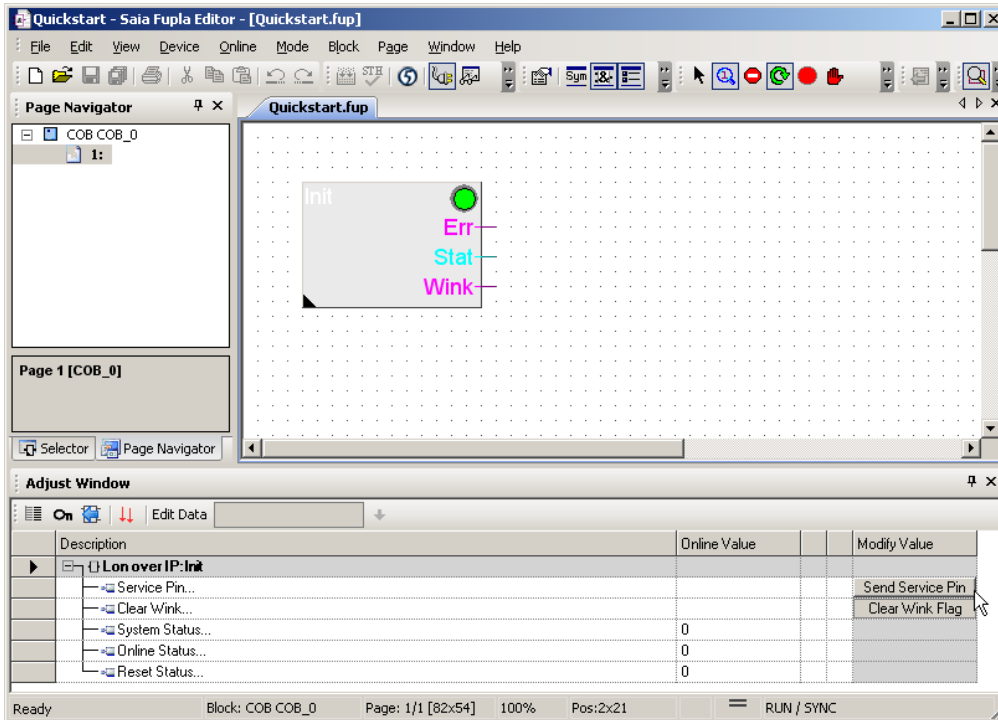 Quickstart - Saia Fupla Editor - [Quickstart.fup]
File Edit View Device Online Mode Block Page Window Help
STH Sym
Page Navigator
Quickstart.fup
COB COB_0
1:
Init
Err
Stat
Wink
Page 1 [COB_0]
Selector Page Navigator
Adjust Window
On Edit Data
Description Online Value Modify Value
Lon over IP:Init
Service Pin... Send Service Pin
Clear Wink... Clear Wink Flag
System Status... 0
Online Status... 0
Reset Status... 0
Ready Block: COB COB_0 Page: 1/1 [82x54] 100% Pos:2x21 RUN / SYNC